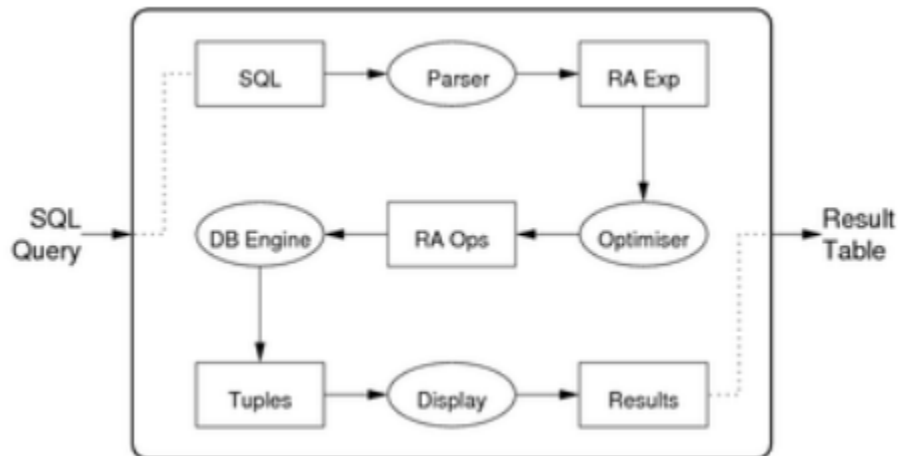 SQL
Parser
RA Exp
SQL
Query
DB Engine
RA Ops
Optimiser
Result
Table
Tuples
Display
Results